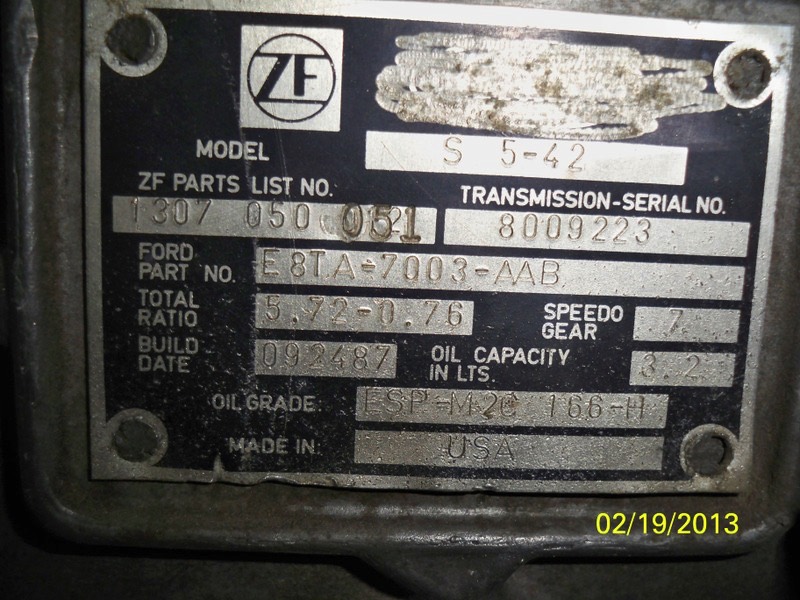 ZF
MODEL S 5-42
ZF PARTS LIST NO. TRANSMISSION-SERIAL NO.
1307 050 051 8009223
FORD PART NO. E8TA-7003-AAB
TOTAL RATIO 5.72-0.76 SPEEDO GEAR 7
BUILD DATE 092487 OIL CAPACITY IN LTS. 3.2
OIL GRADE ESP-M2C 166-H
MADE IN USA
02/19/2013